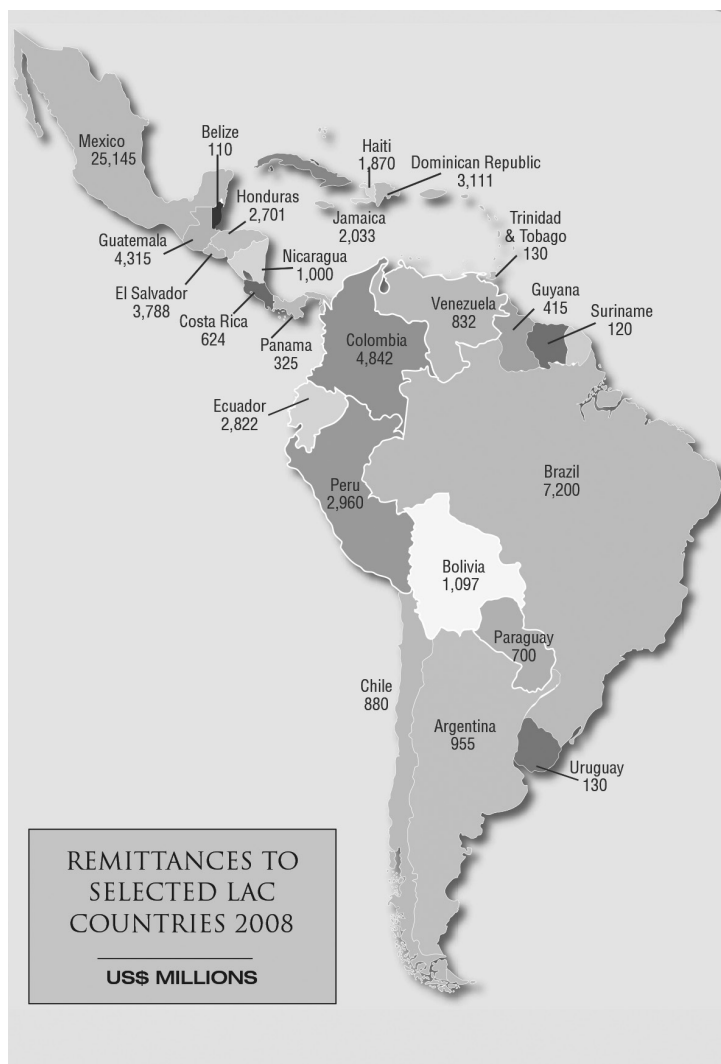 Mexico
25,145
Belize
110
Haiti
1,870
Dominican Republic
3,111
Honduras
2,701
Jamaica
2,033
Trinidad
& Tobago
130
Guatemala
4,315
Nicaragua
1,000
El Salvador
3,788
Costa Rica
624
Panama
325
Venezuela
832
Guyana
415
Suriname
120
Colombia
4,842
Ecuador
2,822
Brazil
7,200
Peru
2,960
Bolivia
1,097
Paraguay
700
Chile
880
Argentina
955
Uruguay
130
REMITTANCES TO
SELECTED LAC
COUNTRIES 2008
US$ MILLIONS